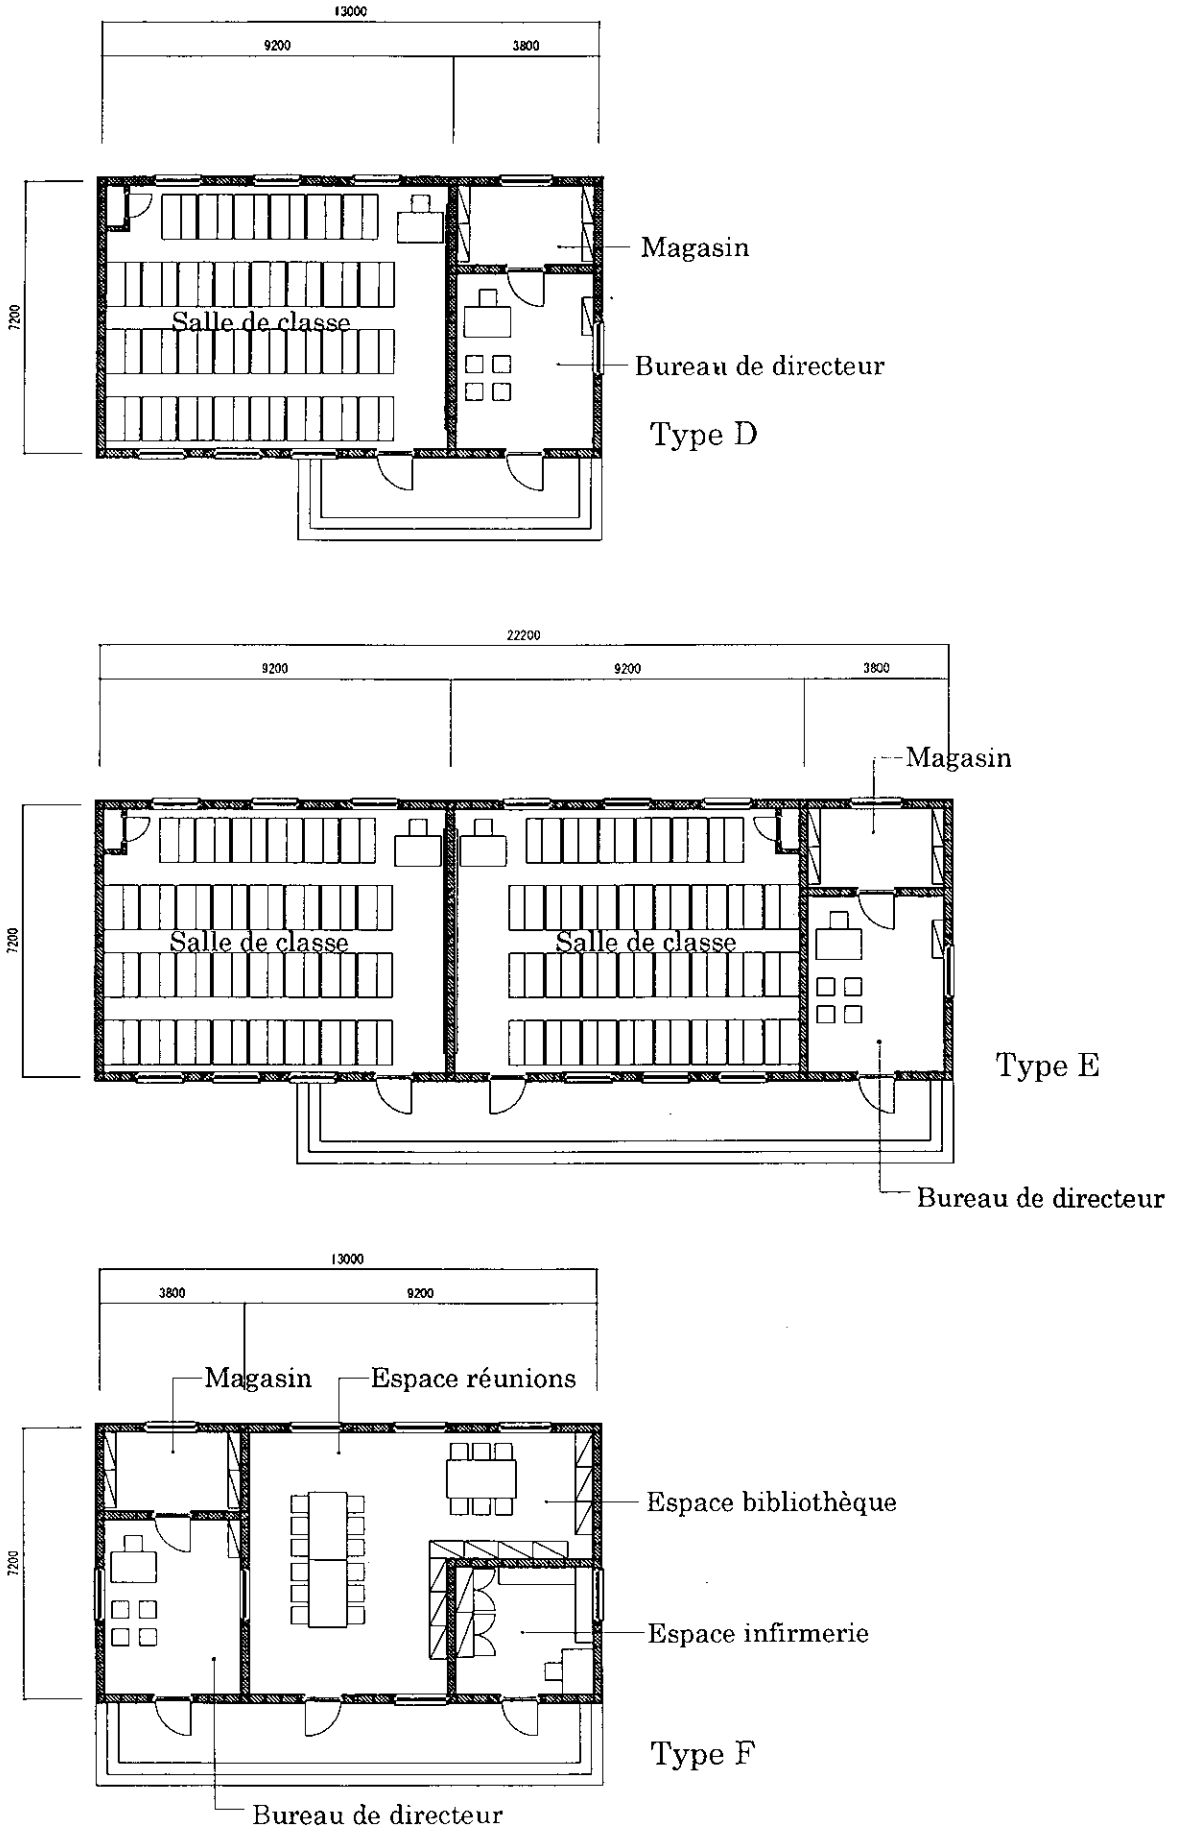 13000
9200
3800
7200
Magasin
Salle de classe
Bureau de directeur
Type D
22200
9200
9200
3800
Magasin
7200
Salle de classe
Salle de classe
Type E
Bureau de directeur
13000
3800
9200
Magasin
Espace réunions
7200
Espace bibliothèque
Espace infirmerie
Type F
Bureau de directeur